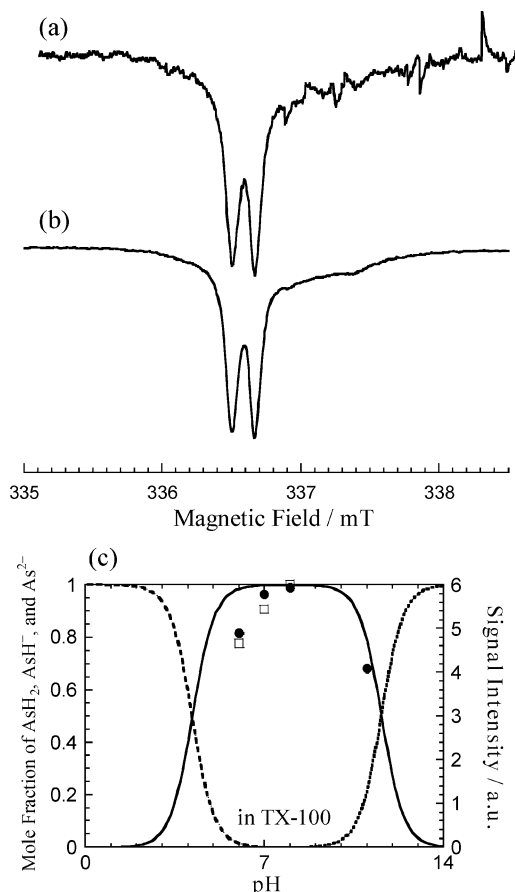 (a)
(b)
335 336 337 338
Magnetic Field / mT
(c)
Mole Fraction of AsH₂, AsH⁻, and As²⁻
1
0.8
0.6
0.4
0.2
0
6
5
4
3
2
1
0
Signal Intensity / a.u.
in TX-100
0 7 14
pH